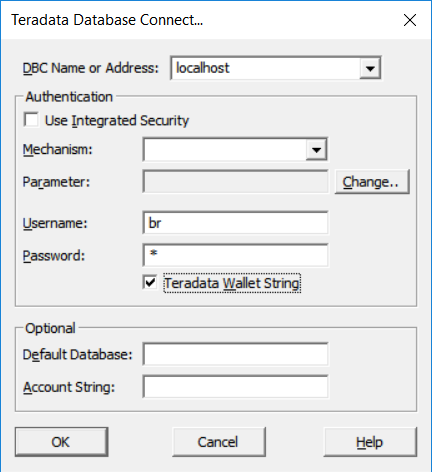 Teradata Database Connect...
DBC Name or Address: localhost
Authentication
Use Integrated Security
Mechanism:
Parameter: Change..
Username: br
Password: *
Teradata Wallet String
Optional
Default Database:
Account String:
OK Cancel Help